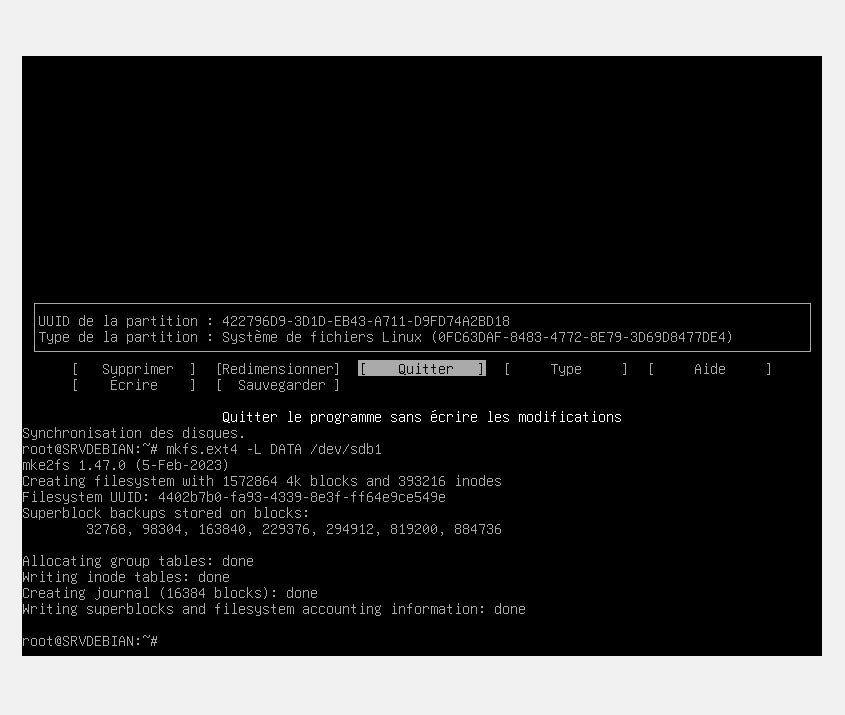 UUID de la partition : 422796D9-3D1D-EB43-A711-D9FD74A2BD18
Type de la partition : Système de fichiers Linux (0FC63DAF-8483-4772-8E79-3D69D8477DE4)
[   Supprimer  ]  [Redimensionner]  [    Quitter   ]  [     Type     ]  [     Aide     ]
[    Écrire    ]  [  Sauvegarder ]
Quitter le programme sans écrire les modifications
Synchronisation des disques.
root@SRVDEBIAN:~# mkfs.ext4 -L DATA /dev/sdb1
mke2fs 1.47.0 (5-Feb-2023)
Creating filesystem with 1572864 4k blocks and 393216 inodes
Filesystem UUID: 4402b7b0-fa93-4339-8e3f-ff64e9ce549e
Superblock backups stored on blocks:
32768, 98304, 163840, 229376, 294912, 819200, 884736
Allocating group tables: done
Writing inode tables: done
Creating journal (16384 blocks): done
Writing superblocks and filesystem accounting information: done
root@SRVDEBIAN:~#